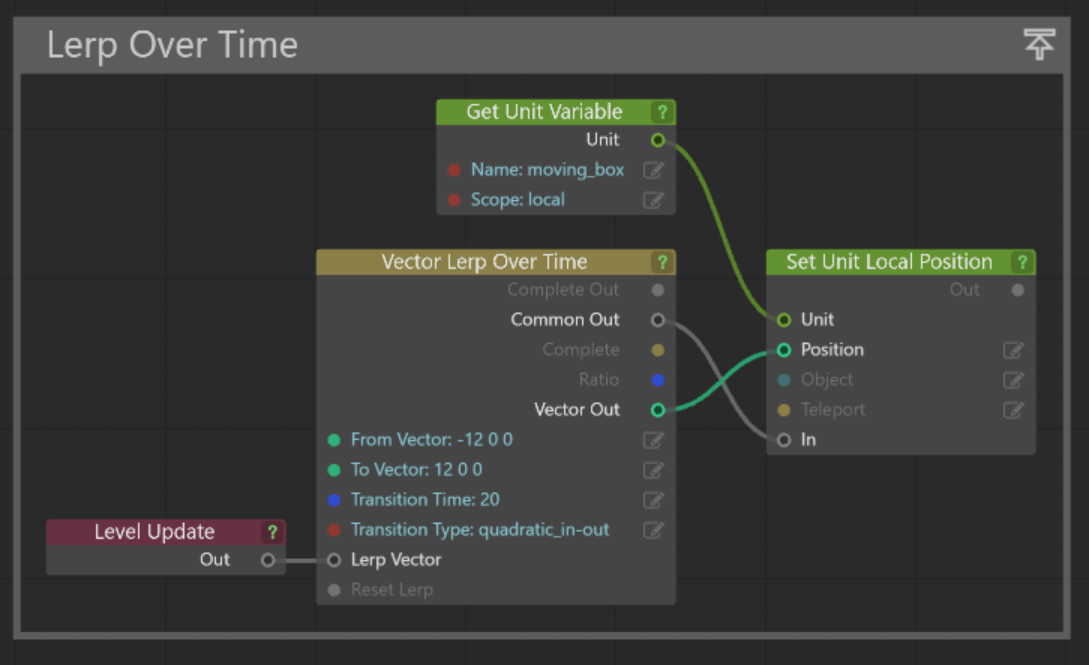 Lerp Over Time
Get Unit Variable ?
Unit
Name: moving_box
Scope: local
Vector Lerp Over Time ?
Complete Out
Common Out
Complete
Ratio
Vector Out
From Vector: -12 0 0
To Vector: 12 0 0
Transition Time: 20
Transition Type: quadratic_in-out
Lerp Vector
Reset Lerp
Set Unit Local Position ?
Out
Unit
Position
Object
Teleport
In
Level Update ?
Out